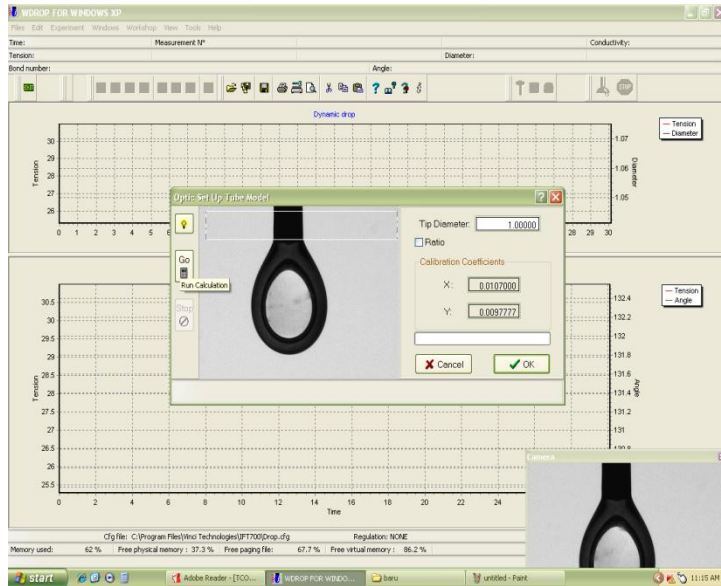 WDROP FOR WINDOWS XP
Files Edit Experiment Windows Workshop View Tools Help
Time: Measurement N° Conductivity:
Tension: Diameter:
Bond number: Angle:
STOP
Dynamic drop
30
29
28
27
26
Tension
1.07
1.06
1.05
Diameter
Tension
Diameter
0 1 2 3 4 5 6 28 29 30
Optic Set Up Tube Model
Go
Run Calculation
Stop
Tip Diameter: 1.00000
Ratio
Calibration Coefficients
X: 0.0107000
Y: 0.0097777
Cancel OK
30.5
30
29.5
29
28.5
28
27.5
27
26.5
26
25.5
Tension
132.4
132.2
132
131.8
131.6
131.4
131.2
131
130.8
Angle
Tension
Angle
0 2 4 6 8 10 12 14 16 18 20 22 24
Time
Camera
Cfg file: C:\Program Files\Vinci Technologies\IFT700\Drop.cfg Regulation: NONE
Memory used: 62 % Free physical memory : 37.3 % Free paging file: 67.7 % Free virtual memory : 86.2 %
start Adobe Reader - [TCO... WDROP FOR WINDO... baru untitled - Paint 11:15 AM